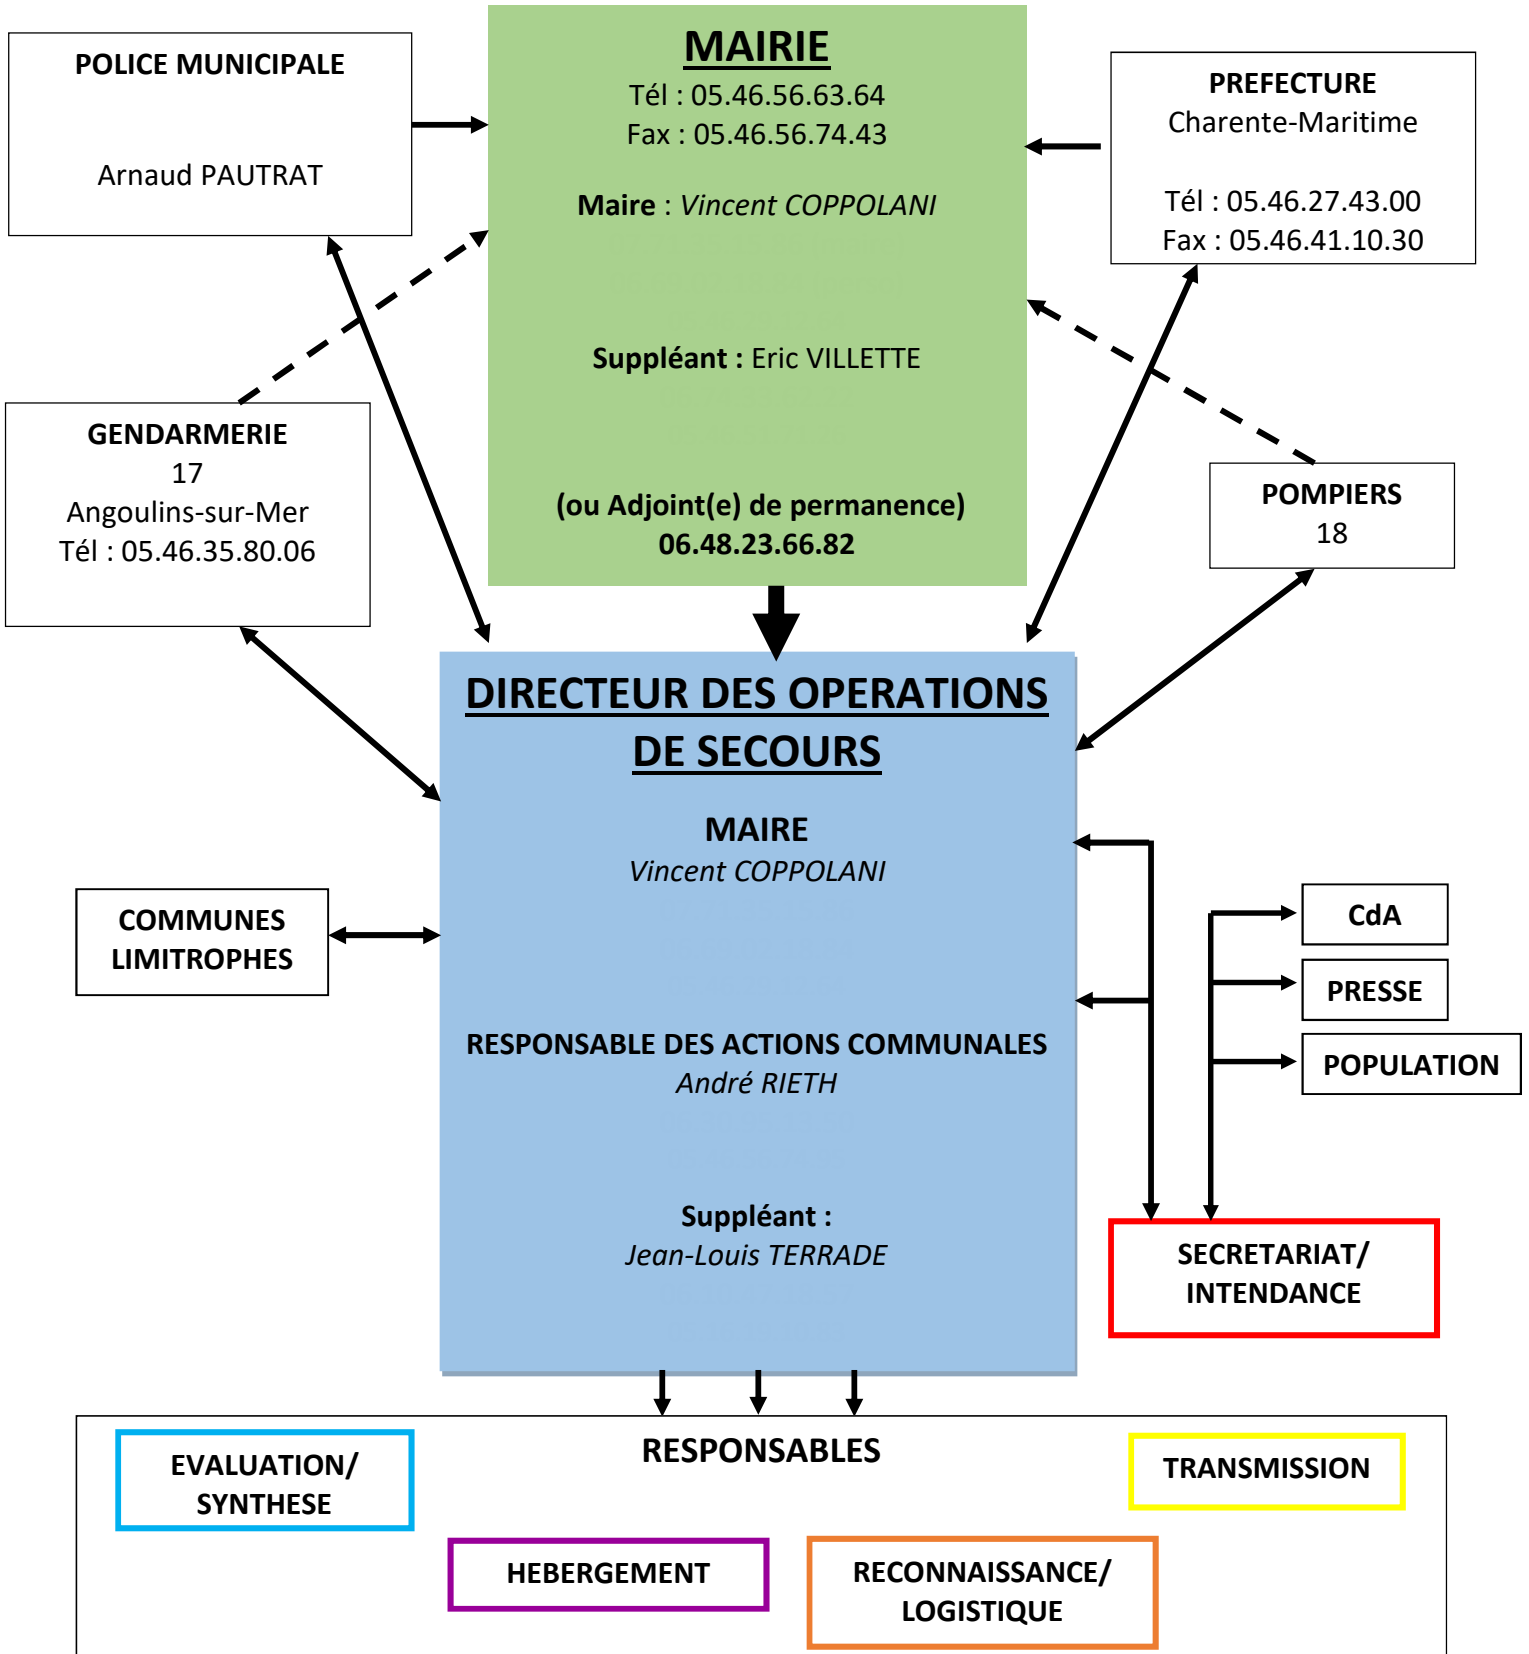 POLICE MUNICIPALE
Arnaud PAUTRAT
MAIRIE
Tél : 05.46.56.63.64
Fax : 05.46.56.74.43
Maire : Vincent COPPOLANI
Suppléant : Eric VILLETTE
(ou Adjoint(e) de permanence)
06.48.23.66.82
PREFECTURE
Charente-Maritime
Tél : 05.46.27.43.00
Fax : 05.46.41.10.30
GENDARMERIE
17
Angoulins-sur-Mer
Tél : 05.46.35.80.06
POMPIERS
18
DIRECTEUR DES OPERATIONS
DE SECOURS
MAIRE
Vincent COPPOLANI
RESPONSABLE DES ACTIONS COMMUNALES
André RIETH
Suppléant :
Jean-Louis TERRADE
COMMUNES
LIMITROPHES
CdA
PRESSE
POPULATION
SECRETARIAT/
INTENDANCE
RESPONSABLES
EVALUATION/
SYNTHESE
TRANSMISSION
HEBERGEMENT
RECONNAISSANCE/
LOGISTIQUE